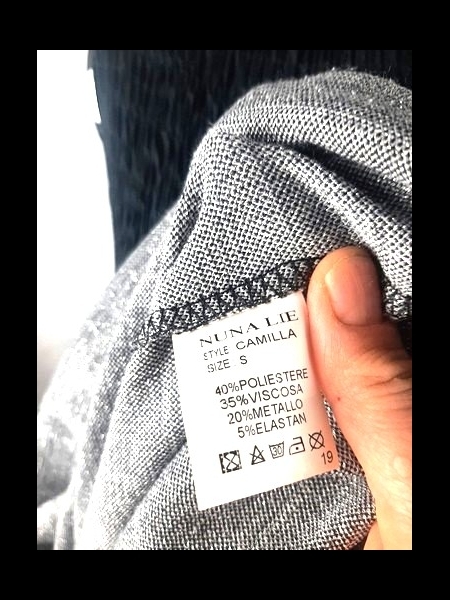 NUNA LIE
STYLE CAMILLA
SIZE S
40%POLIESTERE
35%VISCOSA
20%METALLO
5%ELASTAN
30
19